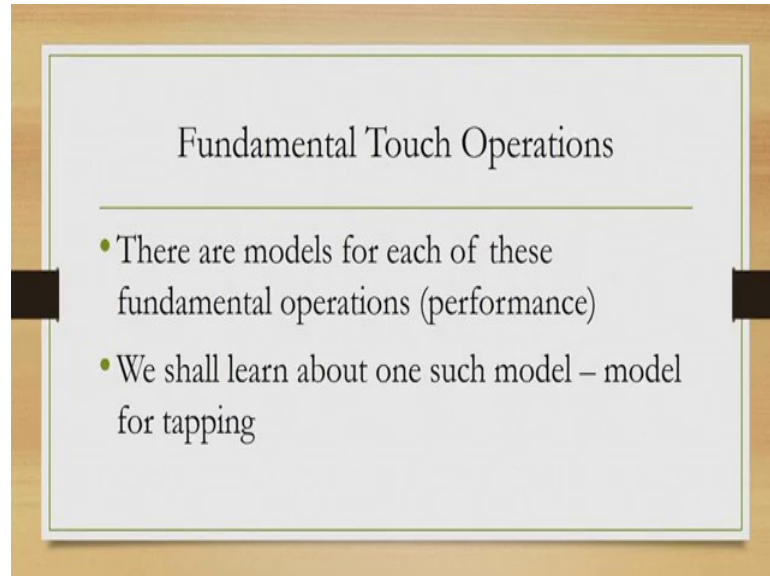 Fundamental Touch Operations
• There are models for each of these
fundamental operations (performance)
• We shall learn about one such model – model
for tapping